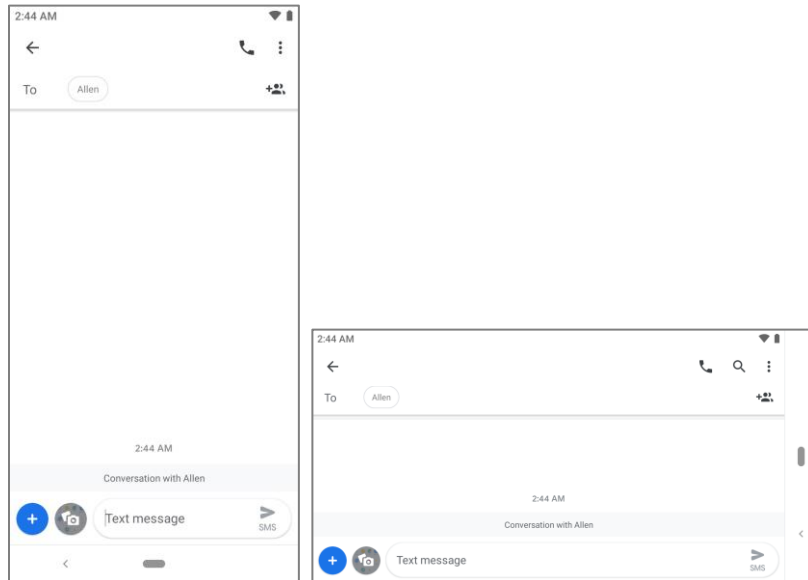 2:44 AM
To Allen
2:44 AM
Conversation with Allen
Text message
SMS
2:44 AM
To Allen
2:44 AM
Conversation with Allen
Text message
SMS